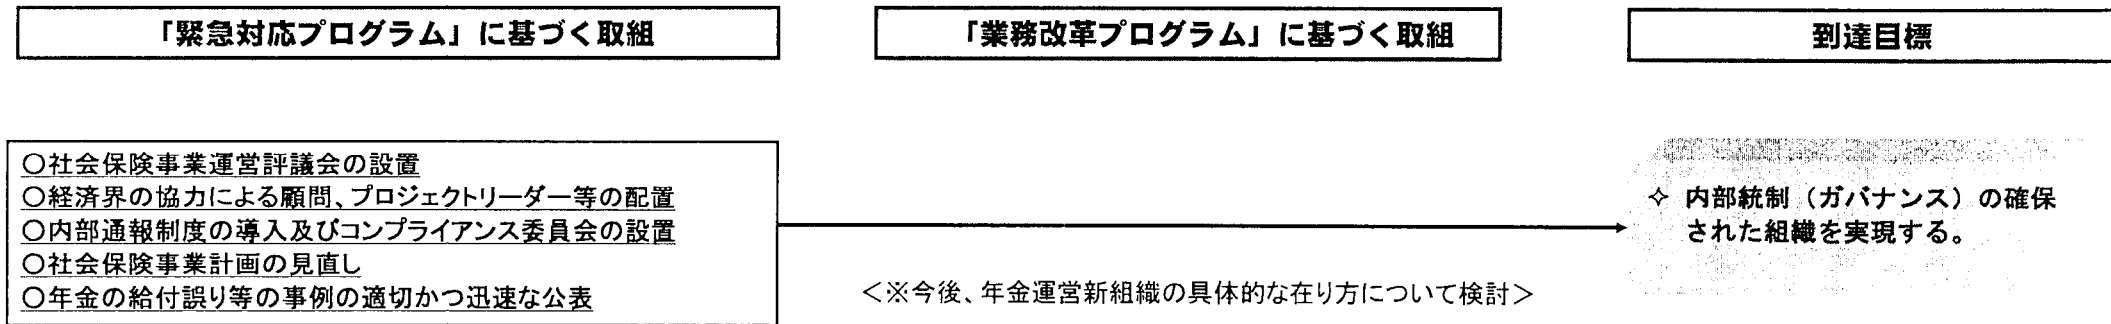 「緊急対応プログラム」に基づく取組
「業務改革プログラム」に基づく取組
到達目標
○社会保険事業運営評議会の設置
○経済界の協力による顧問、プロジェクトリーダー等の配置
○内部通報制度の導入及びコンプライアンス委員会の設置
○社会保険事業計画の見直し
○年金の給付誤り等の事例の適切かつ迅速な公表
＜※今後、年金運営新組織の具体的な在り方について検討＞
✧ 内部統制（ガバナンス）の確保
された組織を実現する。